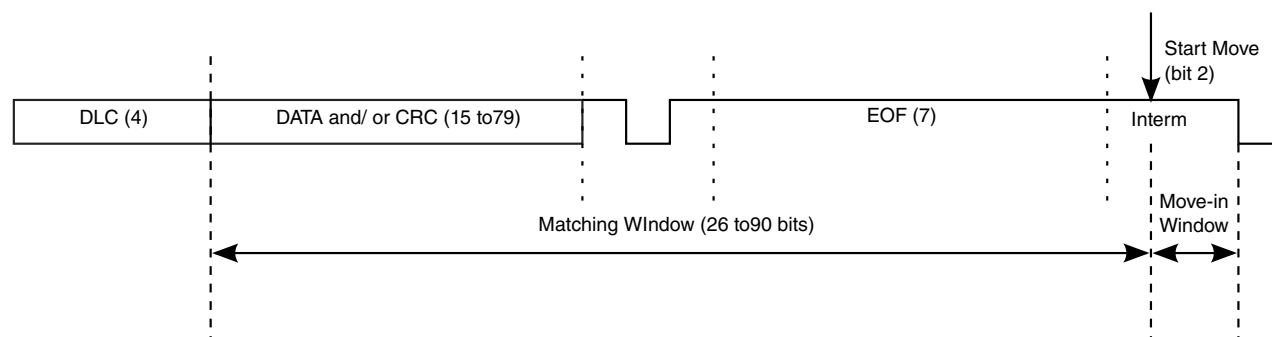 Start Move
(bit 2)
DLC (4)
DATA and/ or CRC (15 to79)
EOF (7)
Interm
Matching WIndow (26 to90 bits)
Move-in
Window